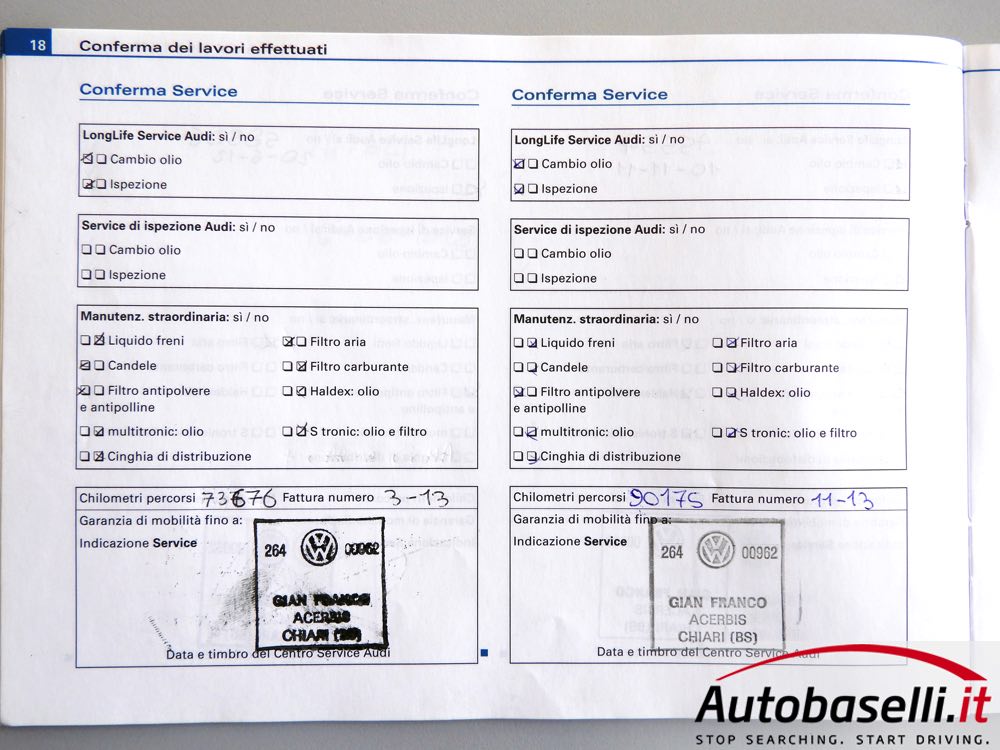 18 Conferma dei lavori effettuati
Conferma Service
LongLife Service Audi: sì / no
Cambio olio
Ispezione
Service di ispezione Audi: sì / no
Cambio olio
Ispezione
Manutenz. straordinaria: sì / no
Liquido freni
Filtro aria
Candele
Filtro carburante
Filtro antipolvere
e antipolline
Haldex: olio
multitronic: olio
S tronic: olio e filtro
Cinghia di distribuzione
Chilometri percorsi 73676 Fattura numero 3-13
Garanzia di mobilità fino a:
Indicazione Service
264 00962
GIAN FRANCO
ACERBIS
CHIARI (BS)
Data e timbro del Centro Service Audi
Conferma Service
LongLife Service Audi: sì / no
Cambio olio
Ispezione
Service di ispezione Audi: sì / no
Cambio olio
Ispezione
Manutenz. straordinaria: sì / no
Liquido freni
Filtro aria
Candele
Filtro carburante
Filtro antipolvere
e antipolline
Haldex: olio
multitronic: olio
S tronic: olio e filtro
Cinghia di distribuzione
Chilometri percorsi 90175 Fattura numero 11-13
Garanzia di mobilità fino a:
Indicazione Service
264 00962
GIAN FRANCO
ACERBIS
CHIARI (BS)
Data e timbro del Centro Service Audi
Autobaselli.it
STOP SEARCHING. START DRIVING.